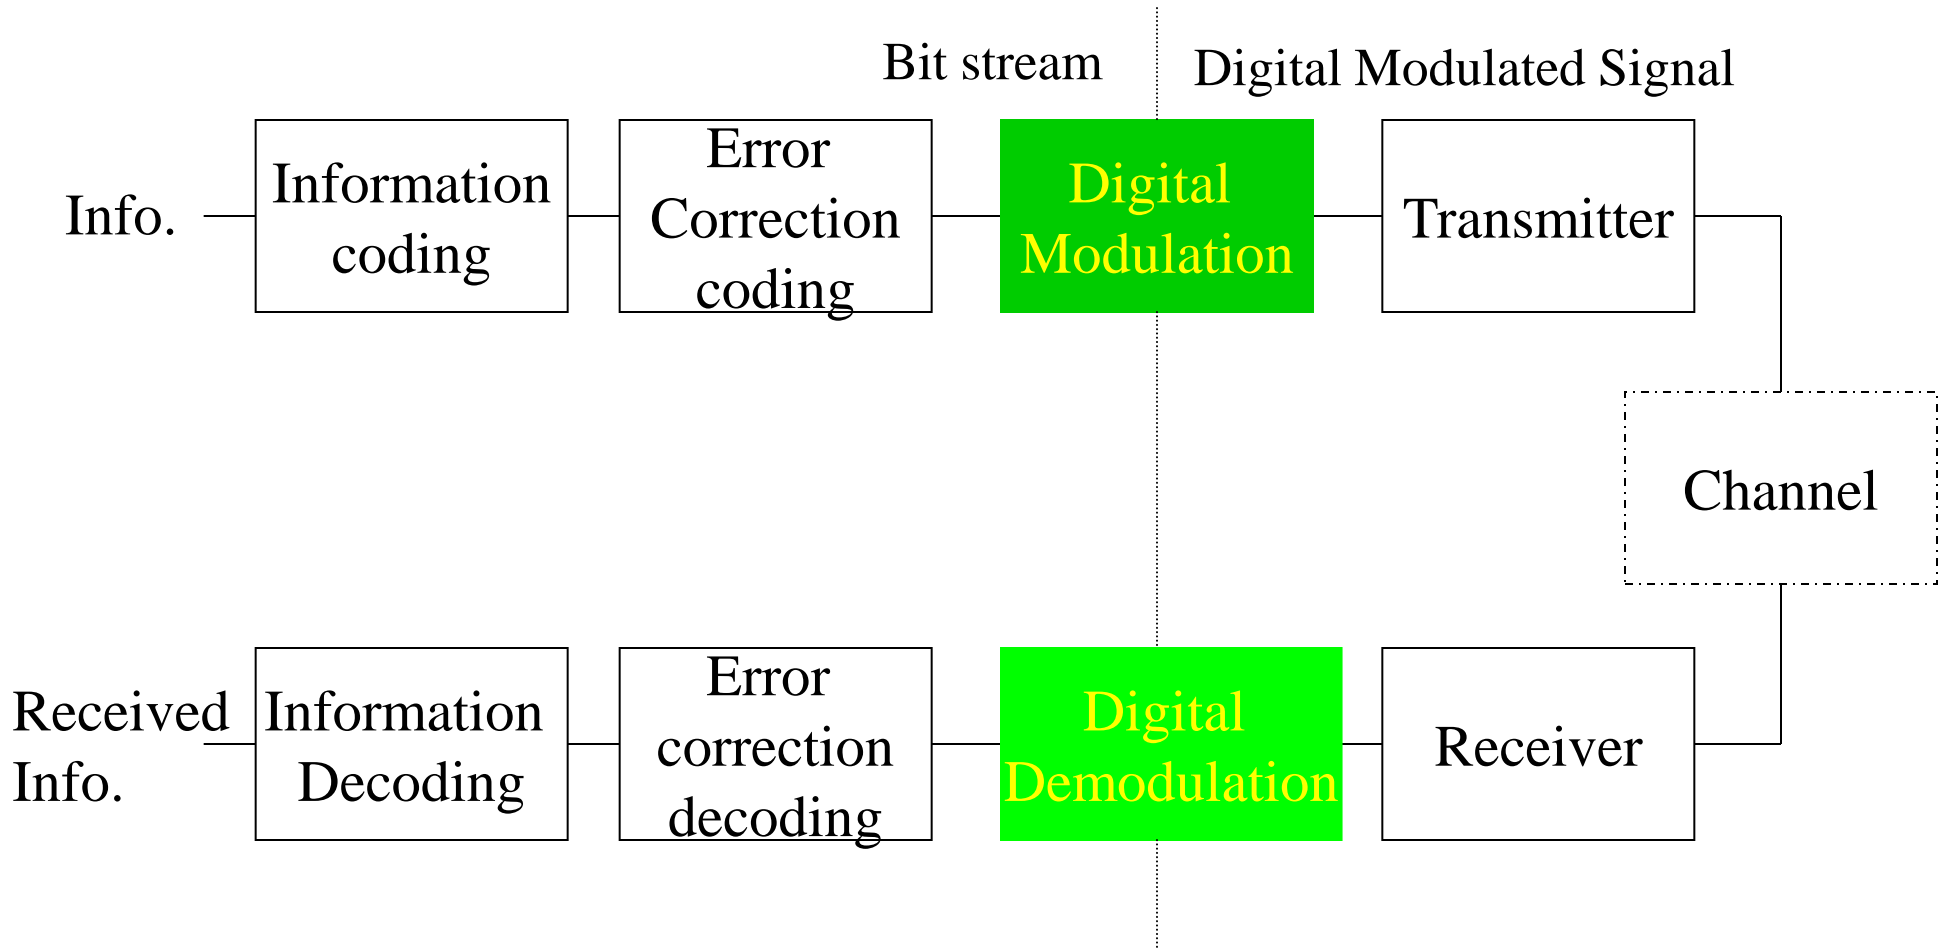 Bit stream
Digital Modulated Signal
Info.
Information
coding
Error
Correction
coding
Digital
Modulation
Transmitter
Channel
Received
Info.
Information
Decoding
Error
correction
decoding
Digital
Demodulation
Receiver